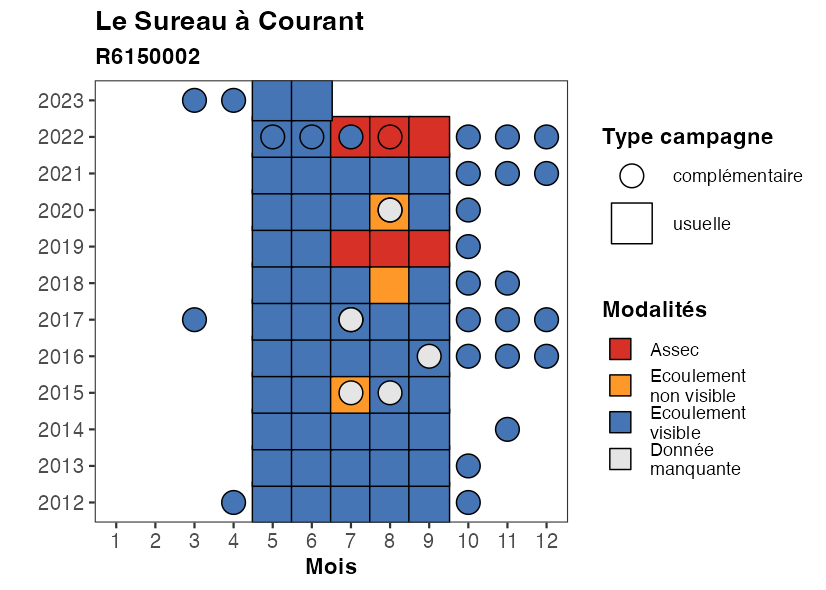 Le Sureau à Courant
R6150002
2023
2022
2021
2020
2019
2018
2017
2016
2015
2014
2013
2012
1 2 3 4 5 6 7 8 9 10 11 12
Mois
Type campagne
complémentaire
usuelle
Modalités
Assec
Ecoulement
non visible
Ecoulement
visible
Donnée
manquante